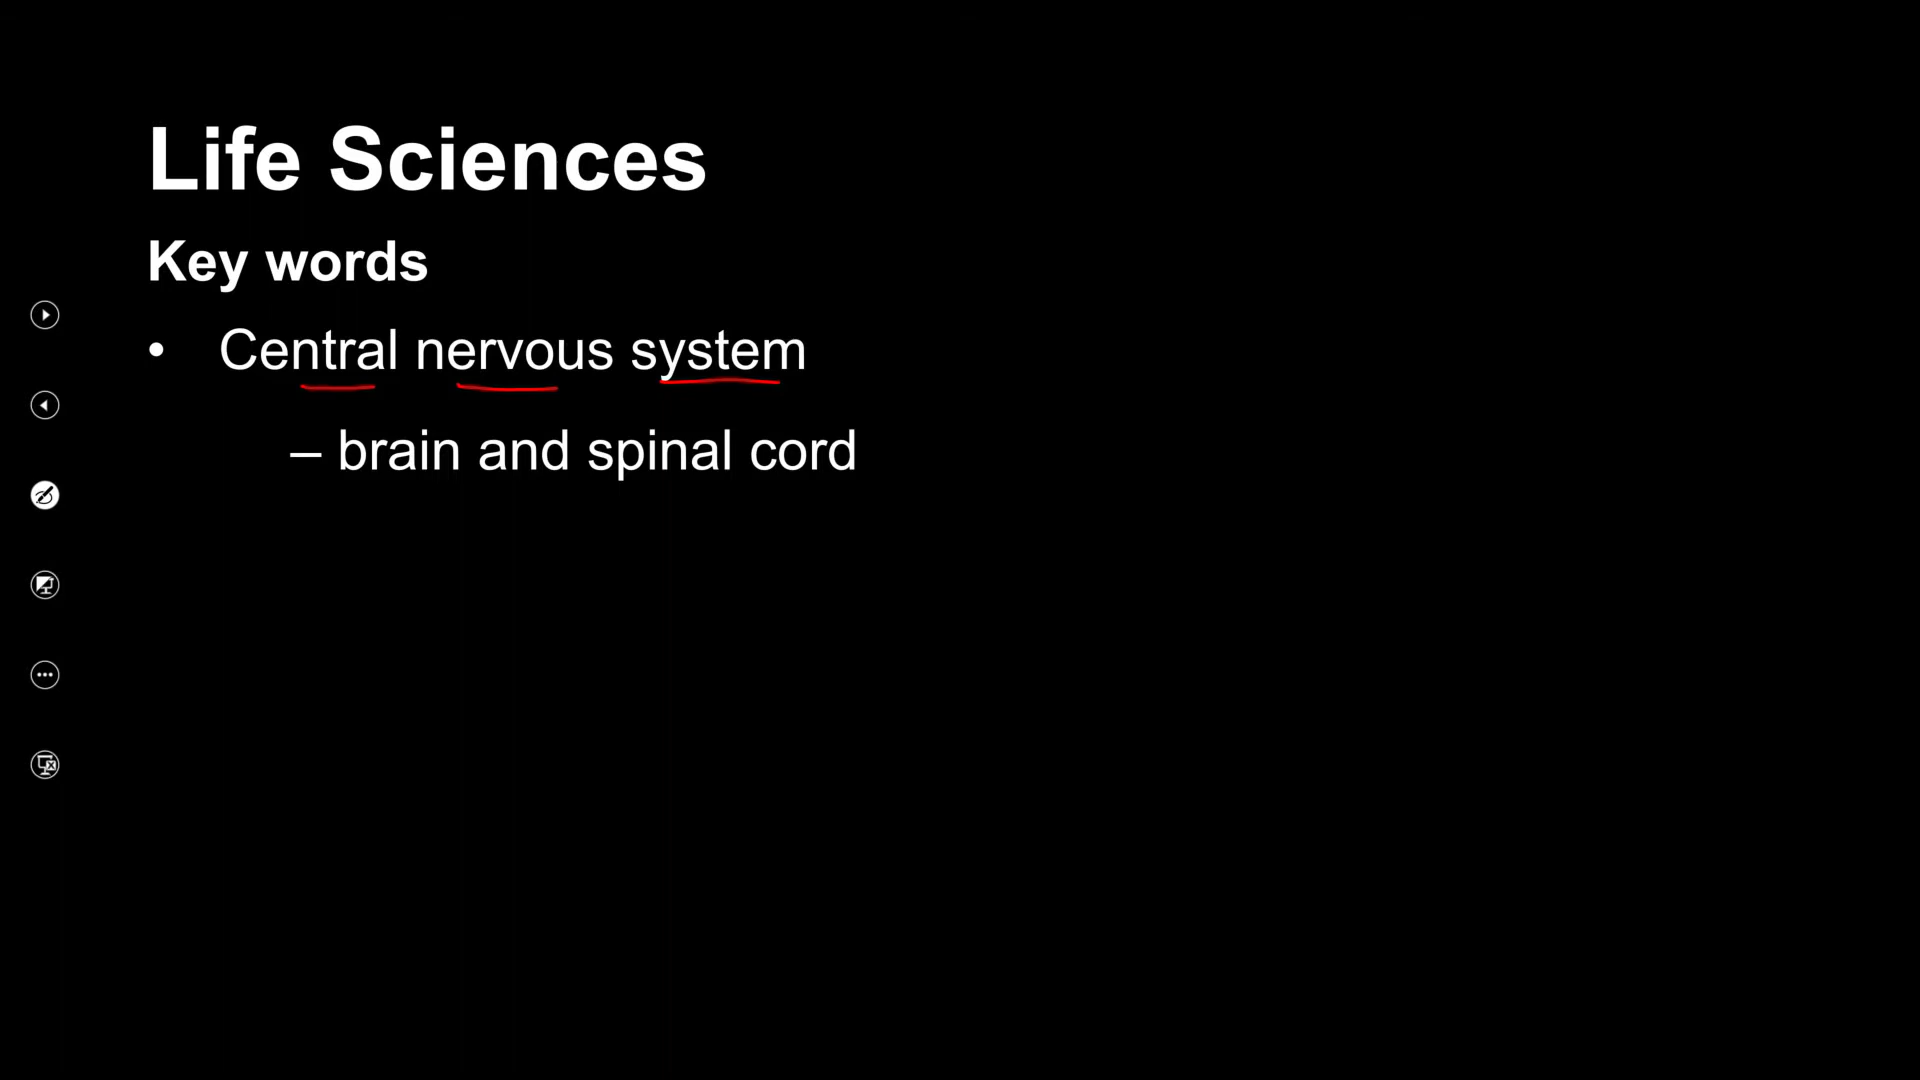 Life Sciences
Key words
• Central nervous system
– brain and spinal cord